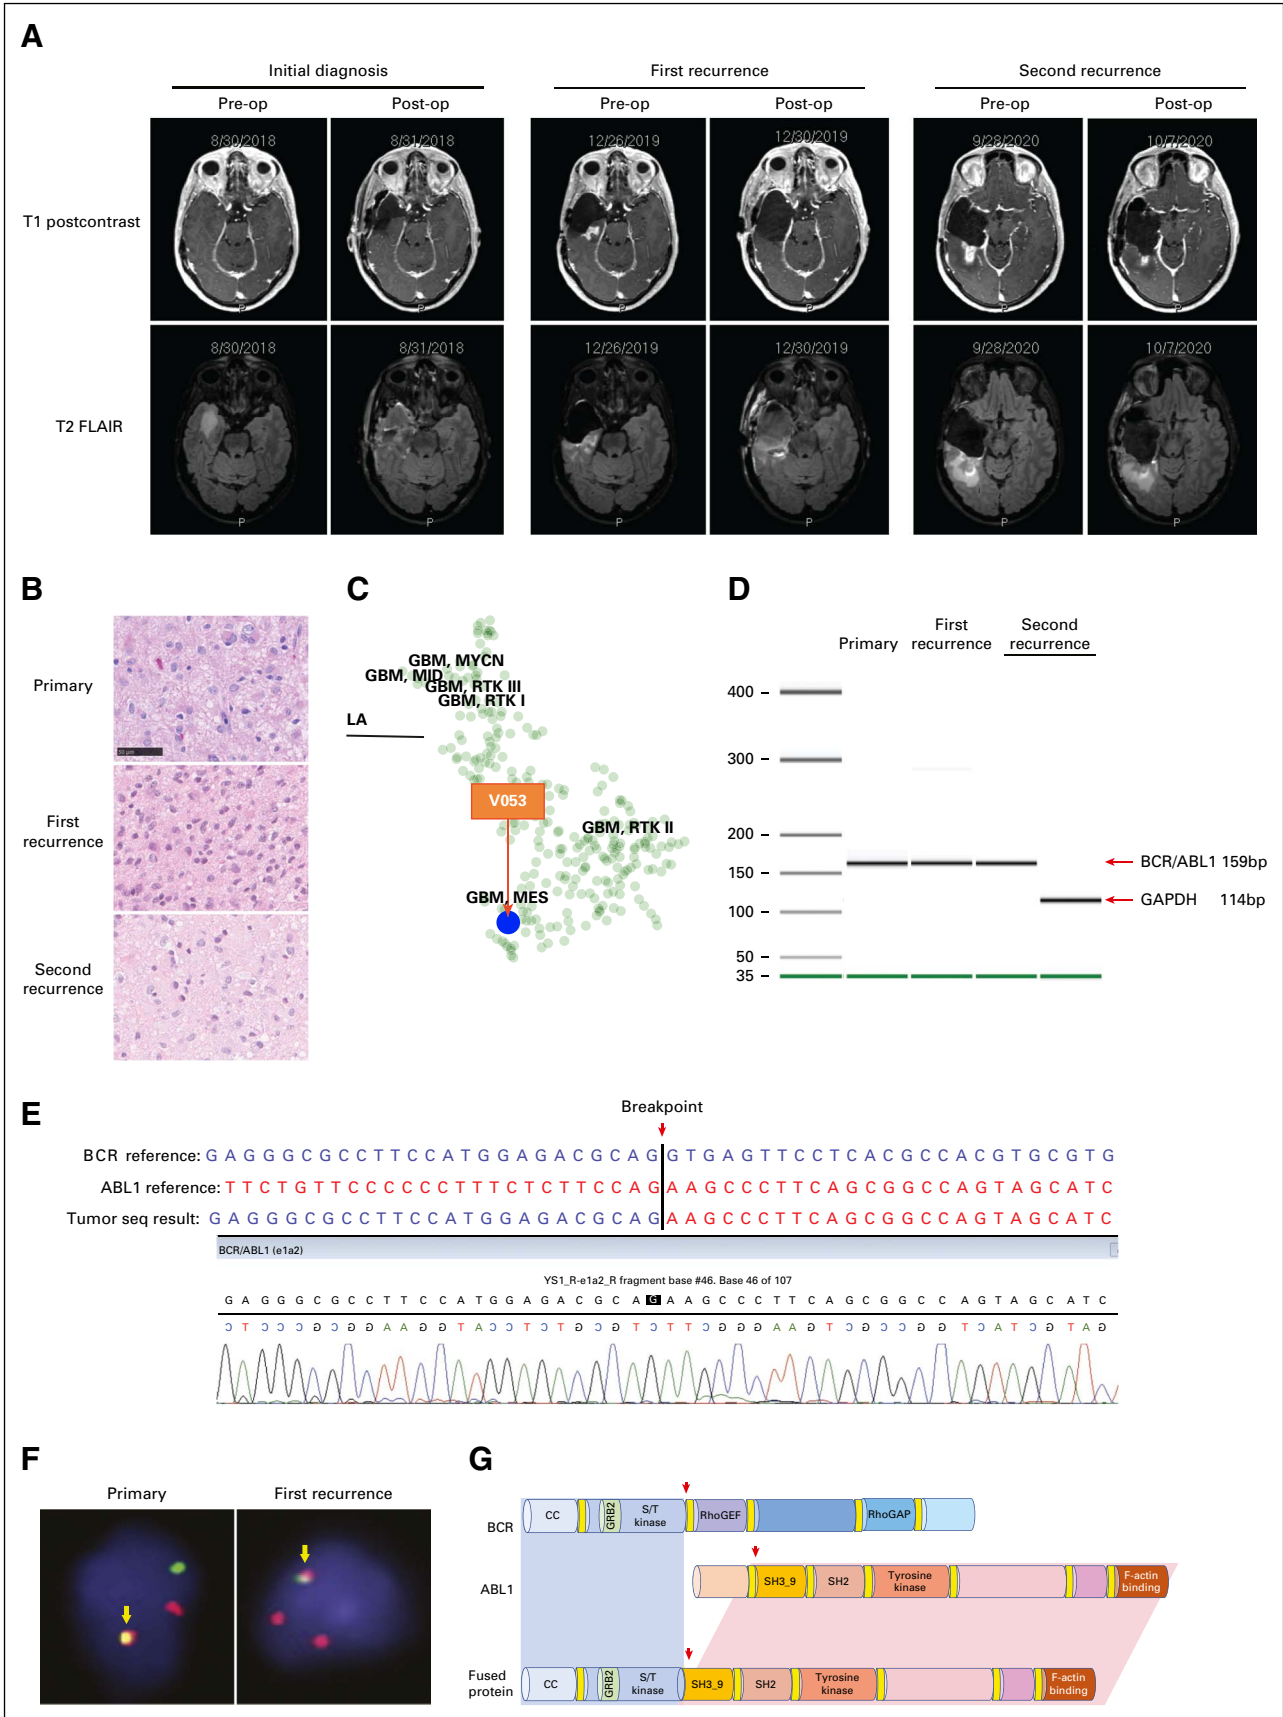 A
Initial diagnosis
First recurrence
Second recurrence
Pre-op
Post-op
Pre-op
Post-op
Pre-op
Post-op
T1 postcontrast
8/30/2018
8/31/2018
12/26/2019
12/30/2019
9/28/2020
10/7/2020
P
P
P
P
P
P
T2 FLAIR
8/30/2018
8/31/2018
12/26/2019
12/30/2019
9/28/2020
10/7/2020
P
P
P
P
P
P
B
Primary
50 µm
First
recurrence
Second
recurrence
C
GBM, MYCN
GBM, MID
GBM, RTK III
GBM, RTK I
LA
V053
GBM, RTK II
GBM, MES
D
Primary
First
recurrence
Second
recurrence
400
300
200
150
100
50
35
BCR/ABL1 159bp
GAPDH 114bp
E
Breakpoint
BCR reference: G A G G G C G C C T T C C A T G G A G A C G C A G G T G A G T T C C T C A C G C C A C G T G C G T G
ABL1 reference: T T C T G T T C C C C C C T T T C T C T T C C A G A A G C C C T T C A G C G G C C A G T A G C A T C
Tumor seq result: G A G G G C G C C T T C C A T G G A G A C G C A G A A G C C C T T C A G C G G C C A G T A G C A T C
BCR/ABL1 (e1a2)
YS1_R-e1a2_R fragment base #46. Base 46 of 107
G A G G G C G C C T T C C A T G G A G A C G C A G A A G C C C T T C A G C G G C C A G T A G C A T C
C T C C C G C G G A A G G T A C C T C T G C G T C T T C G G G A A G T C G C C G G T C A T C G T A G
F
Primary
First recurrence
G
BCR
CC
GRB2
S/T
kinase
RhoGEF
RhoGAP
ABL1
SH3_9
SH2
Tyrosine
kinase
F-actin
binding
Fused
protein
CC
GRB2
S/T
kinase
SH3_9
SH2
Tyrosine
kinase
F-actin
binding